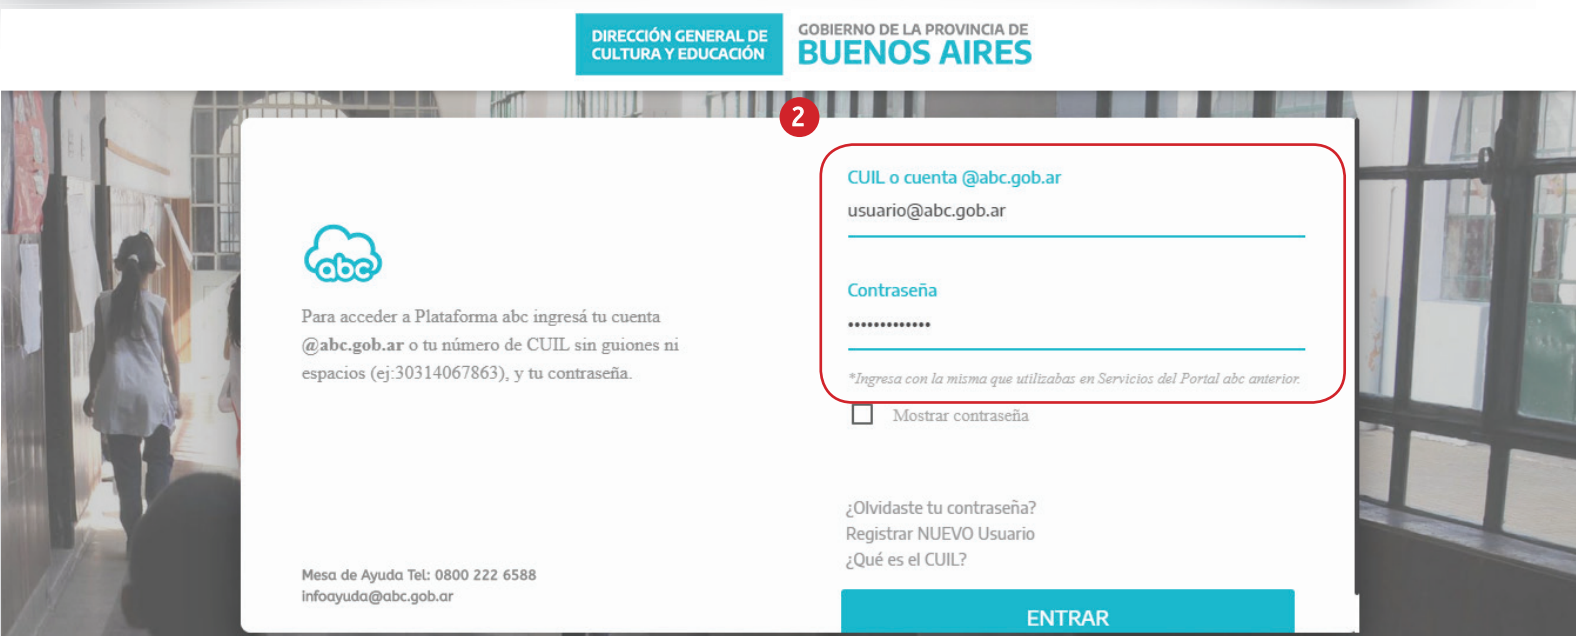 DIRECCIÓN GENERAL DE
CULTURA Y EDUCACIÓN
GOBIERNO DE LA PROVINCIA DE
BUENOS AIRES
2
abc
Para acceder a Plataforma abc ingresá tu cuenta
@abc.gob.ar o tu número de CUIL sin guiones ni
espacios (ej:30314067863), y tu contraseña.
Mesa de Ayuda Tel: 0800 222 6588
infoayuda@abc.gob.ar
CUIL o cuenta @abc.gob.ar
usuario@abc.gob.ar
Contraseña
•••••••••••••
*Ingresa con la misma que utilizabas en Servicios del Portal abc anterior.
Mostrar contraseña
¿Olvidaste tu contraseña?
Registrar NUEVO Usuario
¿Qué es el CUIL?
ENTRAR